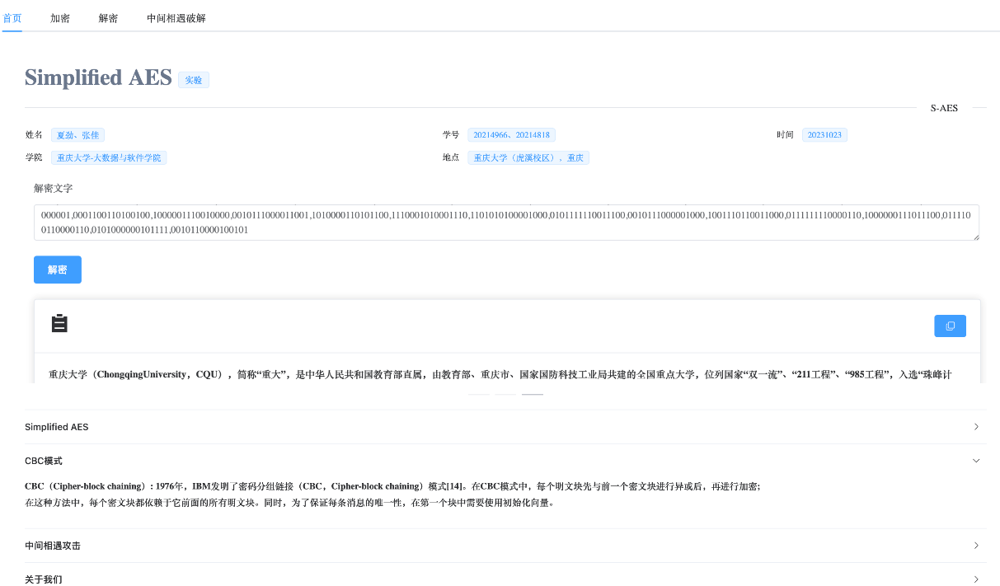 首页 加密 解密 中间相遇破解
Simplified AES 实验
S-AES
姓名 夏勐、张佳 学号 20214966、20214818 时间 20231023
学院 重庆大学-大数据与软件学院 地点 重庆大学（虎溪校区），重庆
解密文字
000001,0001100110100100,1000001110010000,0010111000011001,1010000110101100,1110001010001110,1101010100001000,0101111110011100,0010111000001000,1001110110011000,0111111110000110,1000000111011100,011110
0110000110,0101000000101111,0010110000100101
解密
重庆大学（ChongqingUniversity，CQU），简称“重大”，是中华人民共和国教育部直属，由教育部、重庆市、国家国防科技工业局共建的全国重点大学，位列国家“双一流”、“211工程”、“985工程”，入选“珠峰计
Simplified AES
CBC模式
CBC（Cipher-block chaining）: 1976年，IBM发明了密码分组链接（CBC，Cipher-block chaining）模式[14]。在CBC模式中，每个明文块先与前一个密文块进行异或后，再进行加密;
在这种方法中，每个密文块都依赖于它前面的所有明文块。同时，为了保证每条消息的唯一性，在第一个块中需要使用初始化向量。
中间相遇攻击
关于我们